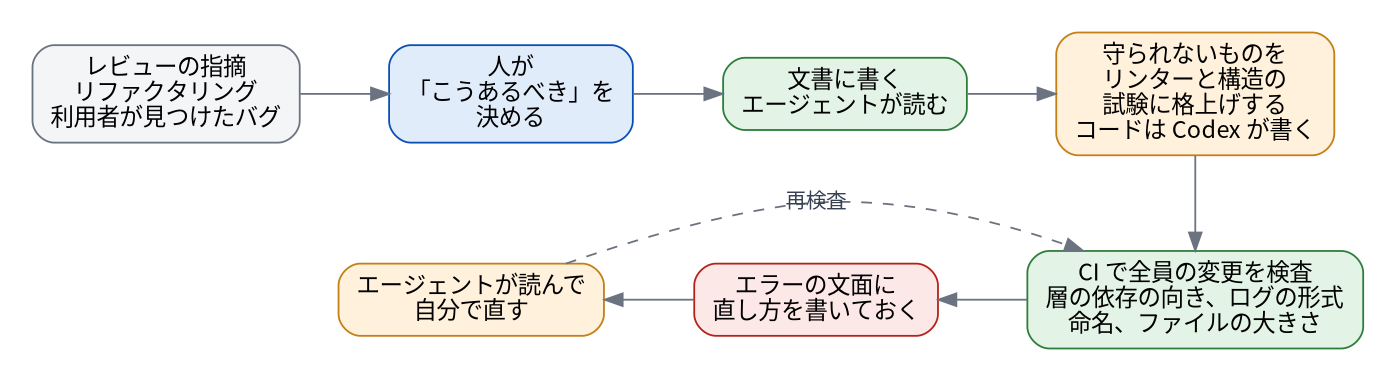 レビューの指摘
リファクタリング
利用者が見つけたバグ
人が
「こうあるべき」を
決める
文書に書く
エージェントが読む
守られないものを
リンターと構造の
試験に格上げする
コードは Codex が書く
再検査
エージェントが読んで
自分で直す
エラーの文面に
直し方を書いておく
CI で全員の変更を検査
層の依存の向き、ログの形式
命名、ファイルの大きさ